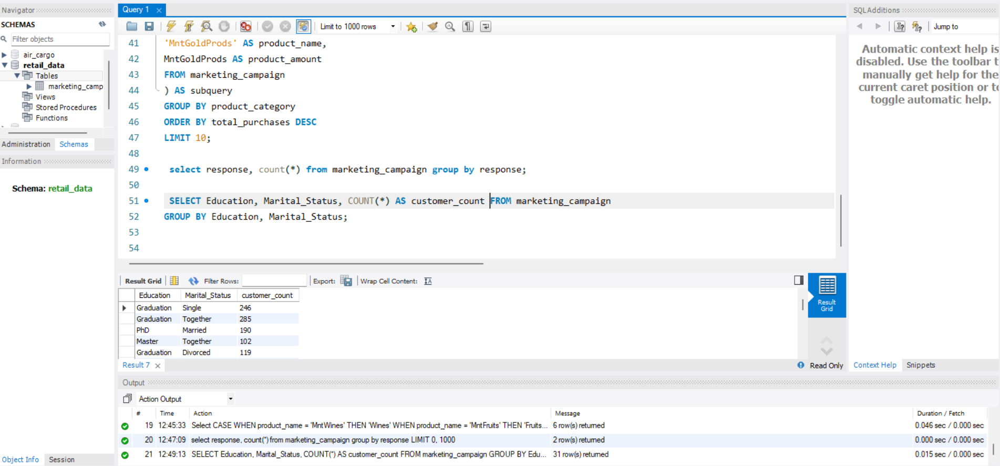 Navigator
SCHEMAS
Filter objects
air_cargo
retail_data
Tables
marketing_camp
Views
Stored Procedures
Functions
Administration Schemas
Information
Schema: retail_data
Object Info Session
Query 1
Limit to 1000 rows
41 'MntGoldProds' AS product_name,
42 MntGoldProds AS product_amount
43 FROM marketing_campaign
44 ) AS subquery
45 GROUP BY product_category
46 ORDER BY total_purchases DESC
47 LIMIT 10;
48
49 select response, count(*) from marketing_campaign group by response;
50
51 SELECT Education, Marital_Status, COUNT(*) AS customer_count FROM marketing_campaign
52 GROUP BY Education, Marital_Status;
53
54
Result Grid Filter Rows: Export: Wrap Cell Content: IA
Education Marital_Status customer_count
Graduation Single 246
Graduation Together 285
PhD Married 190
Master Together 102
Graduation Divorced 119
Result
Grid
Result 7
Read Only
SQLAdditions
Jump to
Automatic context help is
disabled. Use the toolbar t
manually get help for the
current caret position or to
toggle automatic help.
Context Help Snippets
Output
Action Output
# Time Action Message Duration / Fetch
19 12:45:33 Select CASE WHEN product_name = 'MntWines' THEN 'Wines' WHEN product_name = 'MntFruits' THEN 'Fruits... 6 row(s) returned 0.046 sec / 0.000 sec
20 12:47:09 select response, count(*) from marketing_campaign group by response LIMIT 0, 1000 2 row(s) returned 0.000 sec / 0.000 sec
21 12:49:13 SELECT Education, Marital_Status, COUNT(*) AS customer_count FROM marketing_campaign GROUP BY Edu... 31 row(s) returned 0.015 sec / 0.000 sec